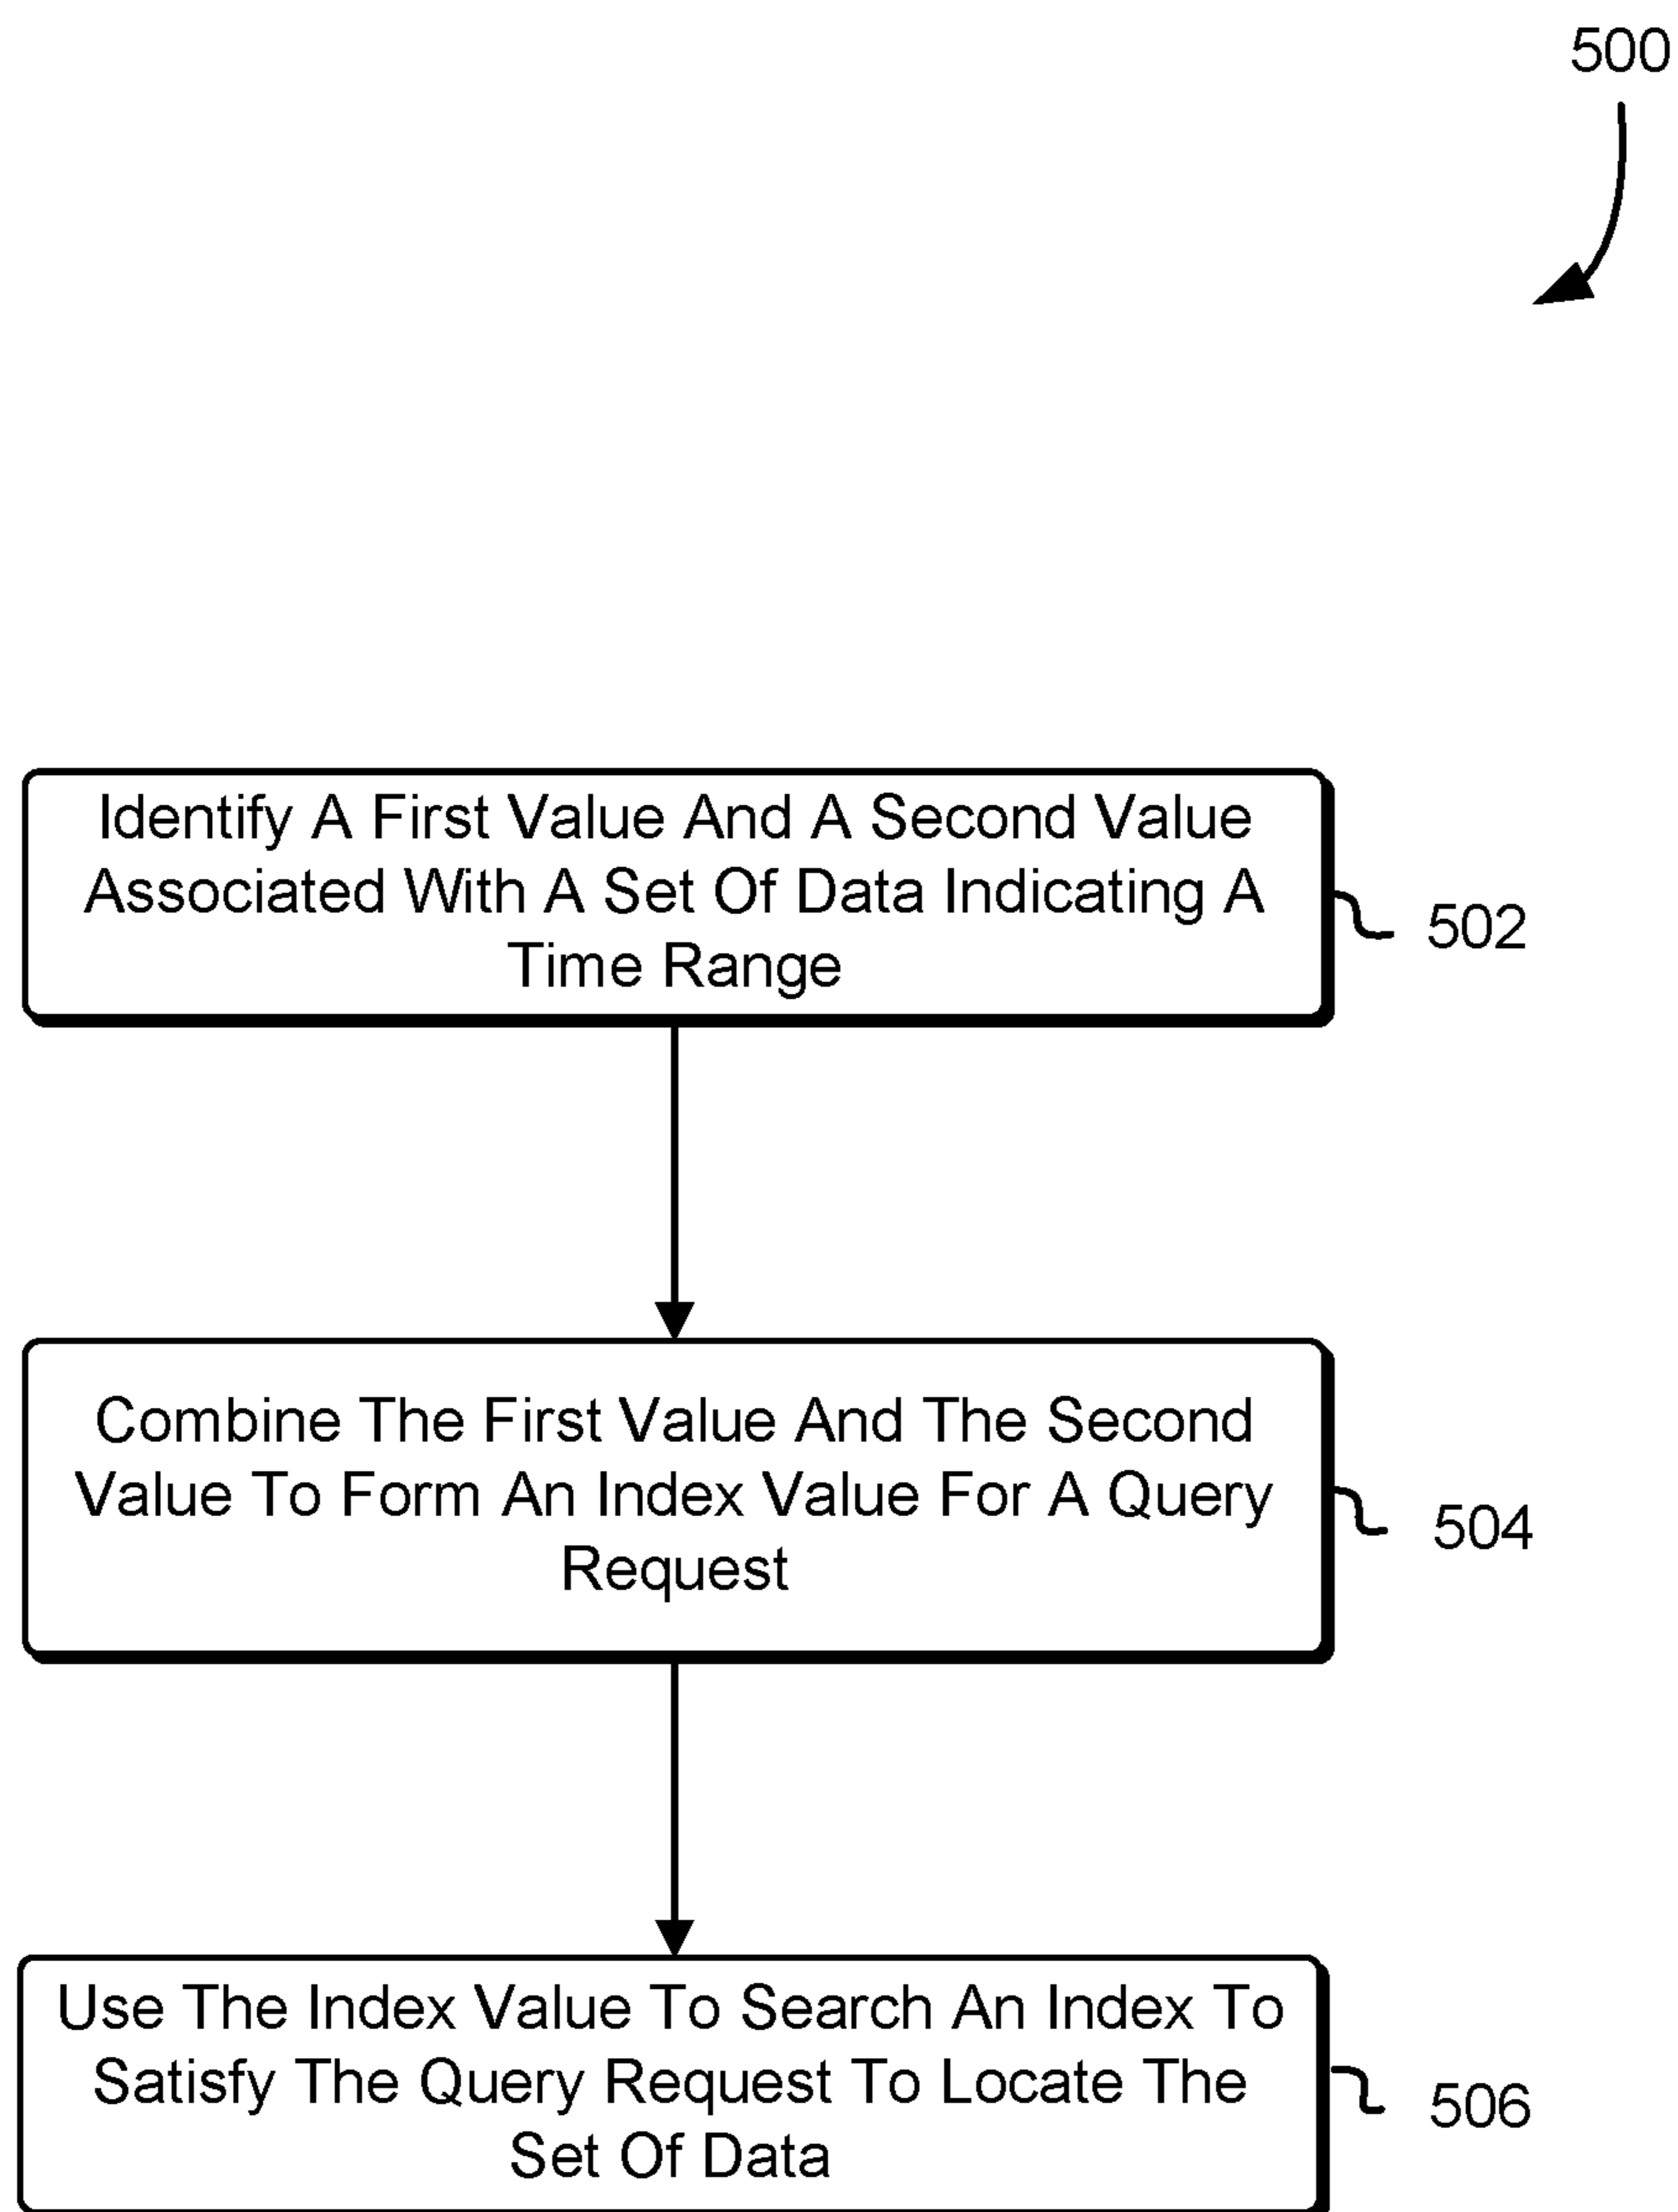 500
Identify A First Value And A Second Value
Associated With A Set Of Data Indicating A
Time Range
502
Combine The First Value And The Second
Value To Form An Index Value For A Query
Request
504
Use The Index Value To Search An Index To
Satisfy The Query Request To Locate The
Set Of Data
506